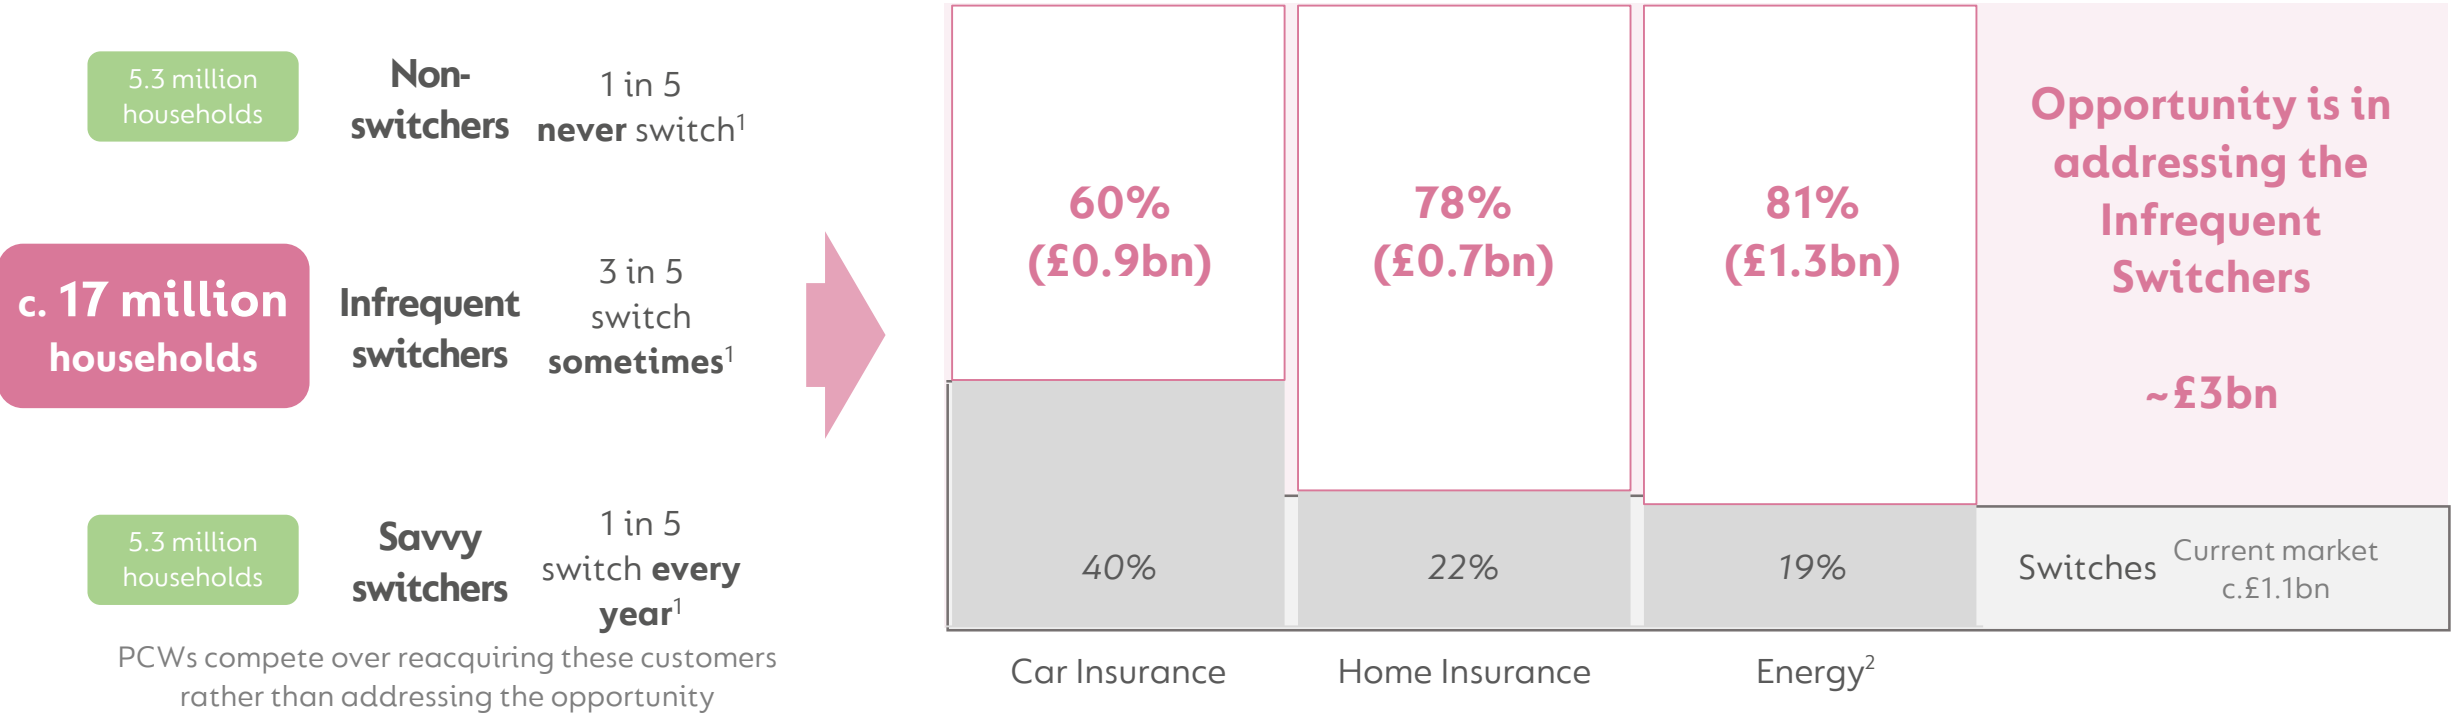 5.3 million
households
Non-
switchers
1 in 5
never switch1
c. 17 million
households
Infrequent
switchers
3 in 5
switch
sometimes1
5.3 million
households
Savvy
switchers
1 in 5
switch every
year1
PCWs compete over reacquiring these customers
rather than addressing the opportunity
60%
(£0.9bn)
78%
(£0.7bn)
81%
(£1.3bn)
Opportunity is in
addressing the
Infrequent
Switchers
~£3bn
40%
22%
19%
Switches
Current market
c.£1.1bn
Car Insurance
Home Insurance
Energy2